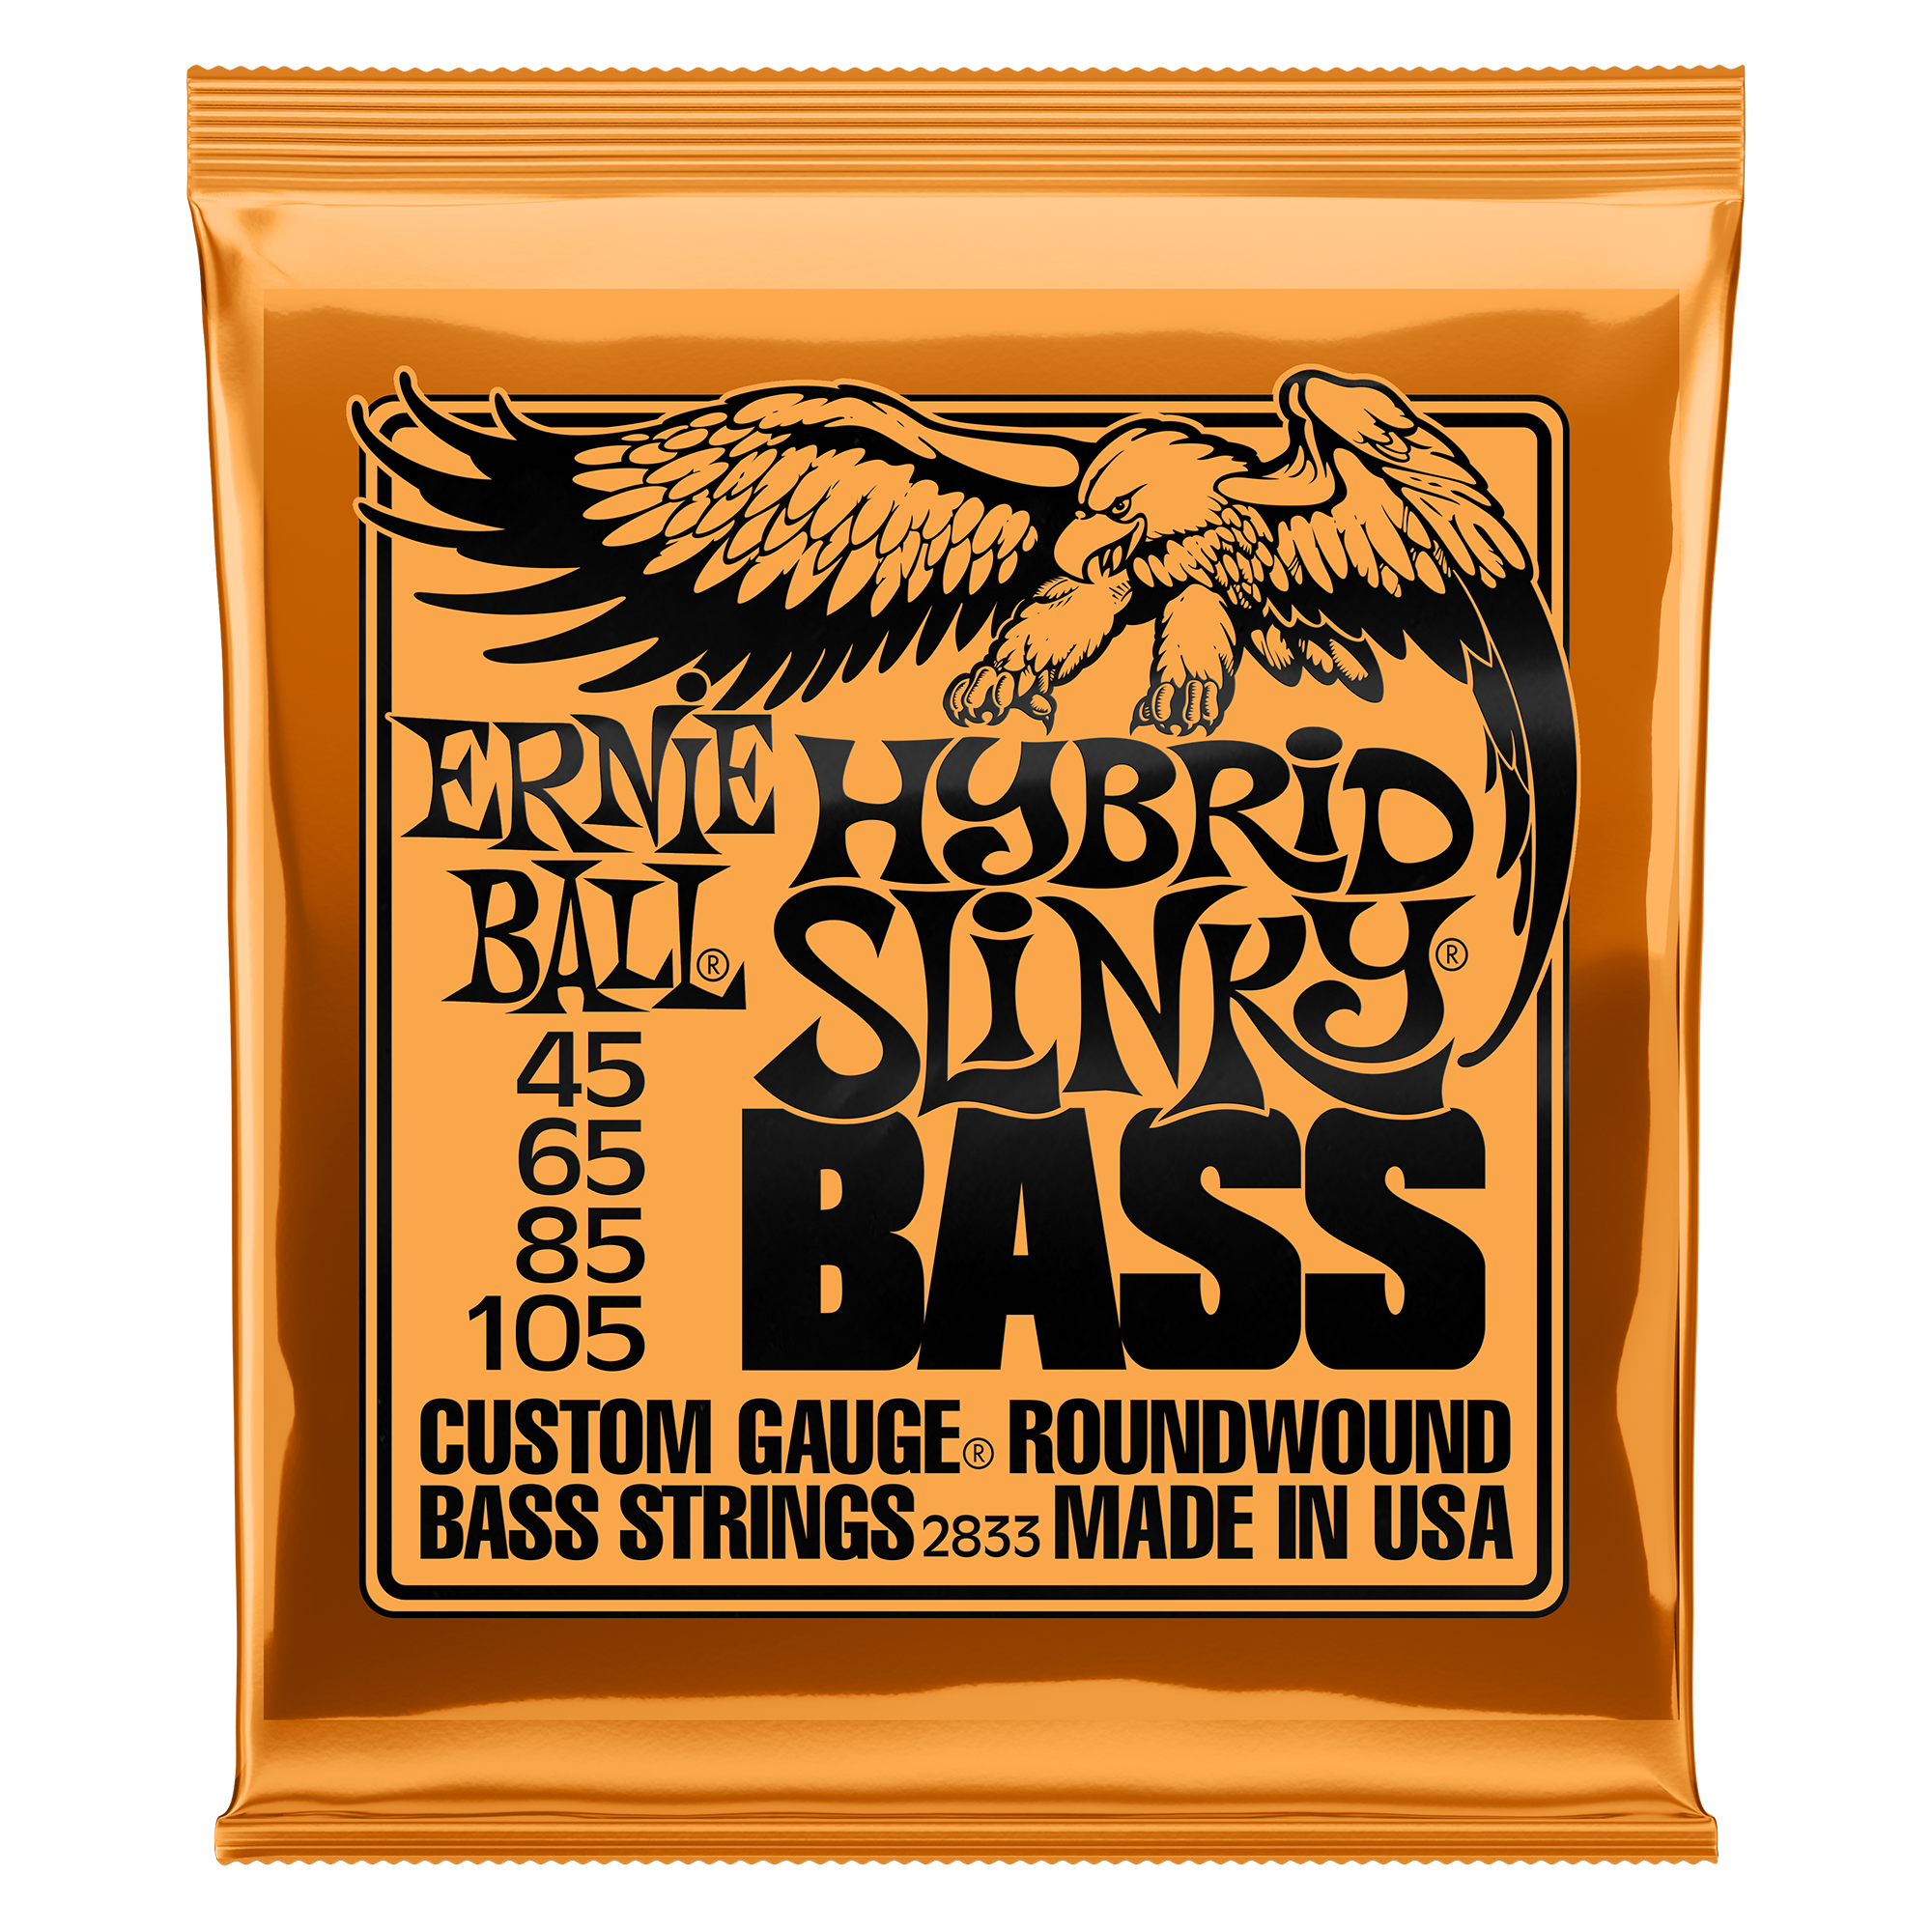 ERNiE
BALL®
HYBRiD
SLiNKY®
BASS
45
65
85
105
CUSTOM GAUGE® ROUNDWOUND
BASS STRINGS 2833 MADE IN USA